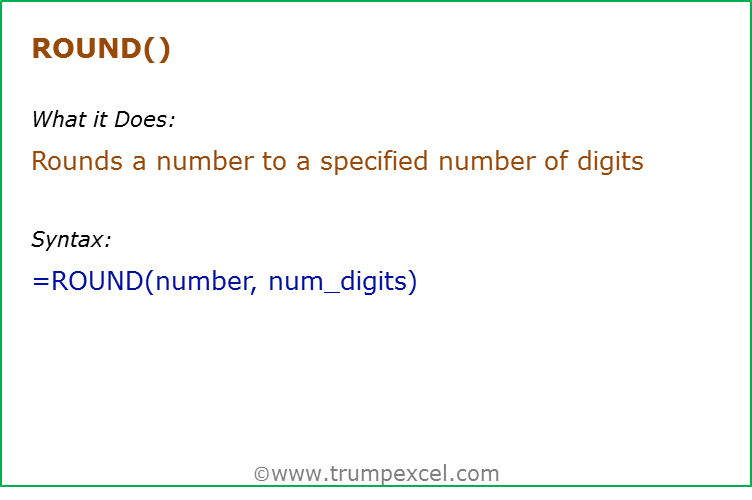 ROUND()
What it Does:
Rounds a number to a specified number of digits
Syntax:
=ROUND(number, num_digits)
©www.trumpexcel.com